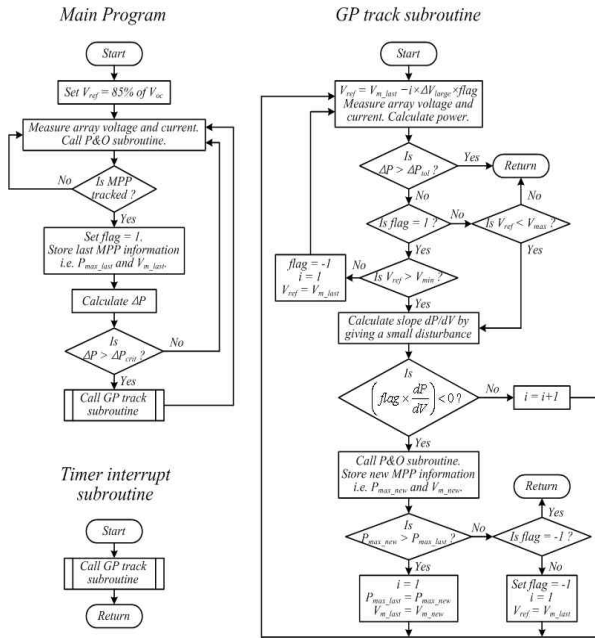 Main Program
Start
Set V_ref = 85% of V_oc
Measure array voltage and current.
Call P&O subroutine.
No
Is MPP
tracked ?
Yes
Set flag = 1.
Store last MPP information
i.e. P_max_last and V_m_last.
Calculate ΔP
Is
ΔP > ΔP_crit ?
No
Yes
Call GP track
subroutine
Timer interrupt
subroutine
Start
Call GP track
subroutine
Return
GP track subroutine
Start
V_ref = V_m_last − i×ΔV_large×flag
Measure array voltage and
current. Calculate power.
Is
ΔP > ΔP_tol ?
Yes
Return
No
No
Is flag = 1 ?
No
Is V_ref < V_max ?
Yes
Yes
flag = -1
i = 1
V_ref = V_m_last
No
Is V_ref > V_min ?
Yes
Calculate slope dP/dV by
giving a small disturbance
Is
(flag × dP/dV) < 0 ?
No
i = i+1
Yes
Call P&O subroutine.
Store new MPP information
i.e. P_max_new and V_m_new.
Return
Yes
Is
P_max_new > P_max_last ?
No
Is flag = -1 ?
Yes
No
i = 1
P_max_last = P_max_new
V_m_last = V_m_new
Set flag = -1
i = 1
V_ref = V_m_last